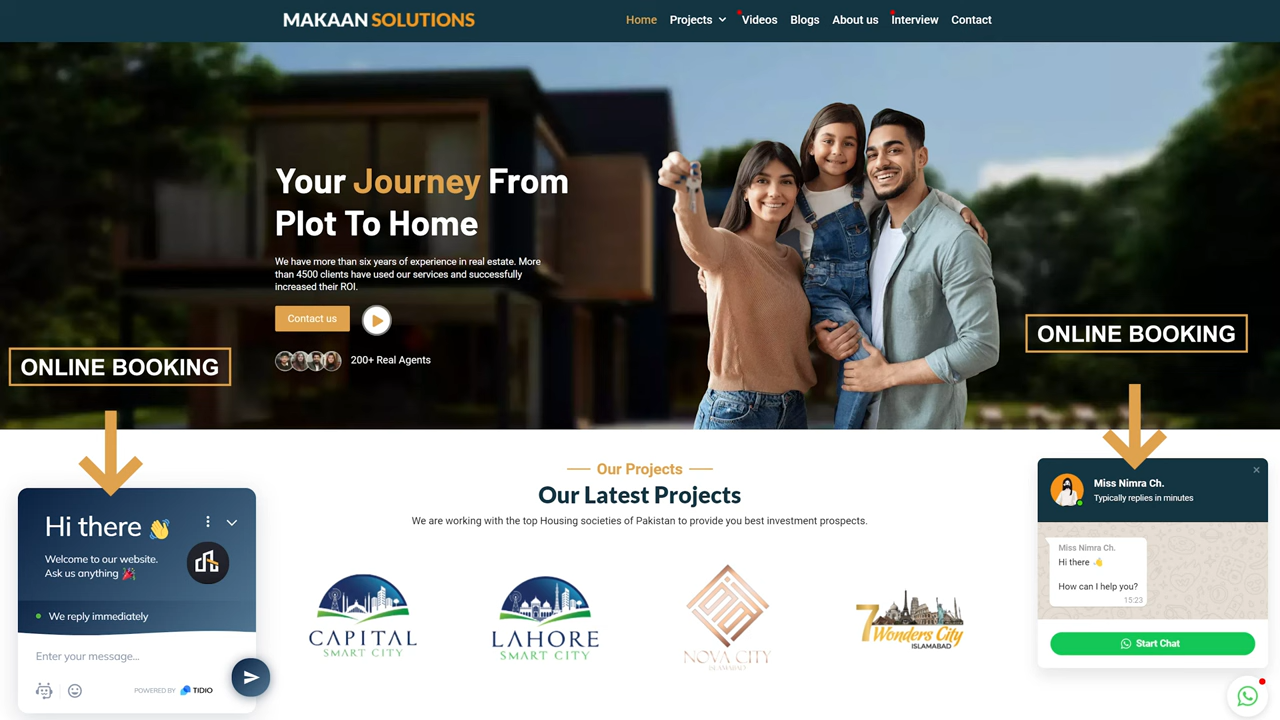 MAKAAN SOLUTIONS
Home Projects Videos Blogs About us Interview Contact
Your Journey From
Plot To Home
We have more than six years of experience in real estate. More
than 4500 clients have used our services and successfully
increased their ROI.
Contact us
200+ Real Agents
ONLINE BOOKING
ONLINE BOOKING
Our Projects
Our Latest Projects
We are working with the top Housing societies of Pakistan to provide you best investment prospects.
CAPITAL
SMART CITY
LAHORE
SMART CITY
NOVA CITY
ISLAMABAD
7 Wonders City
ISLAMABAD
Hi there 👋
Welcome to our website.
Ask us anything 🎉
We reply immediately
Enter your message...
POWERED BY TIDIO
Miss Nimra Ch.
Typically replies in minutes
Miss Nimra Ch.
Hi there 👋
How can I help you?
15:23
Start Chat